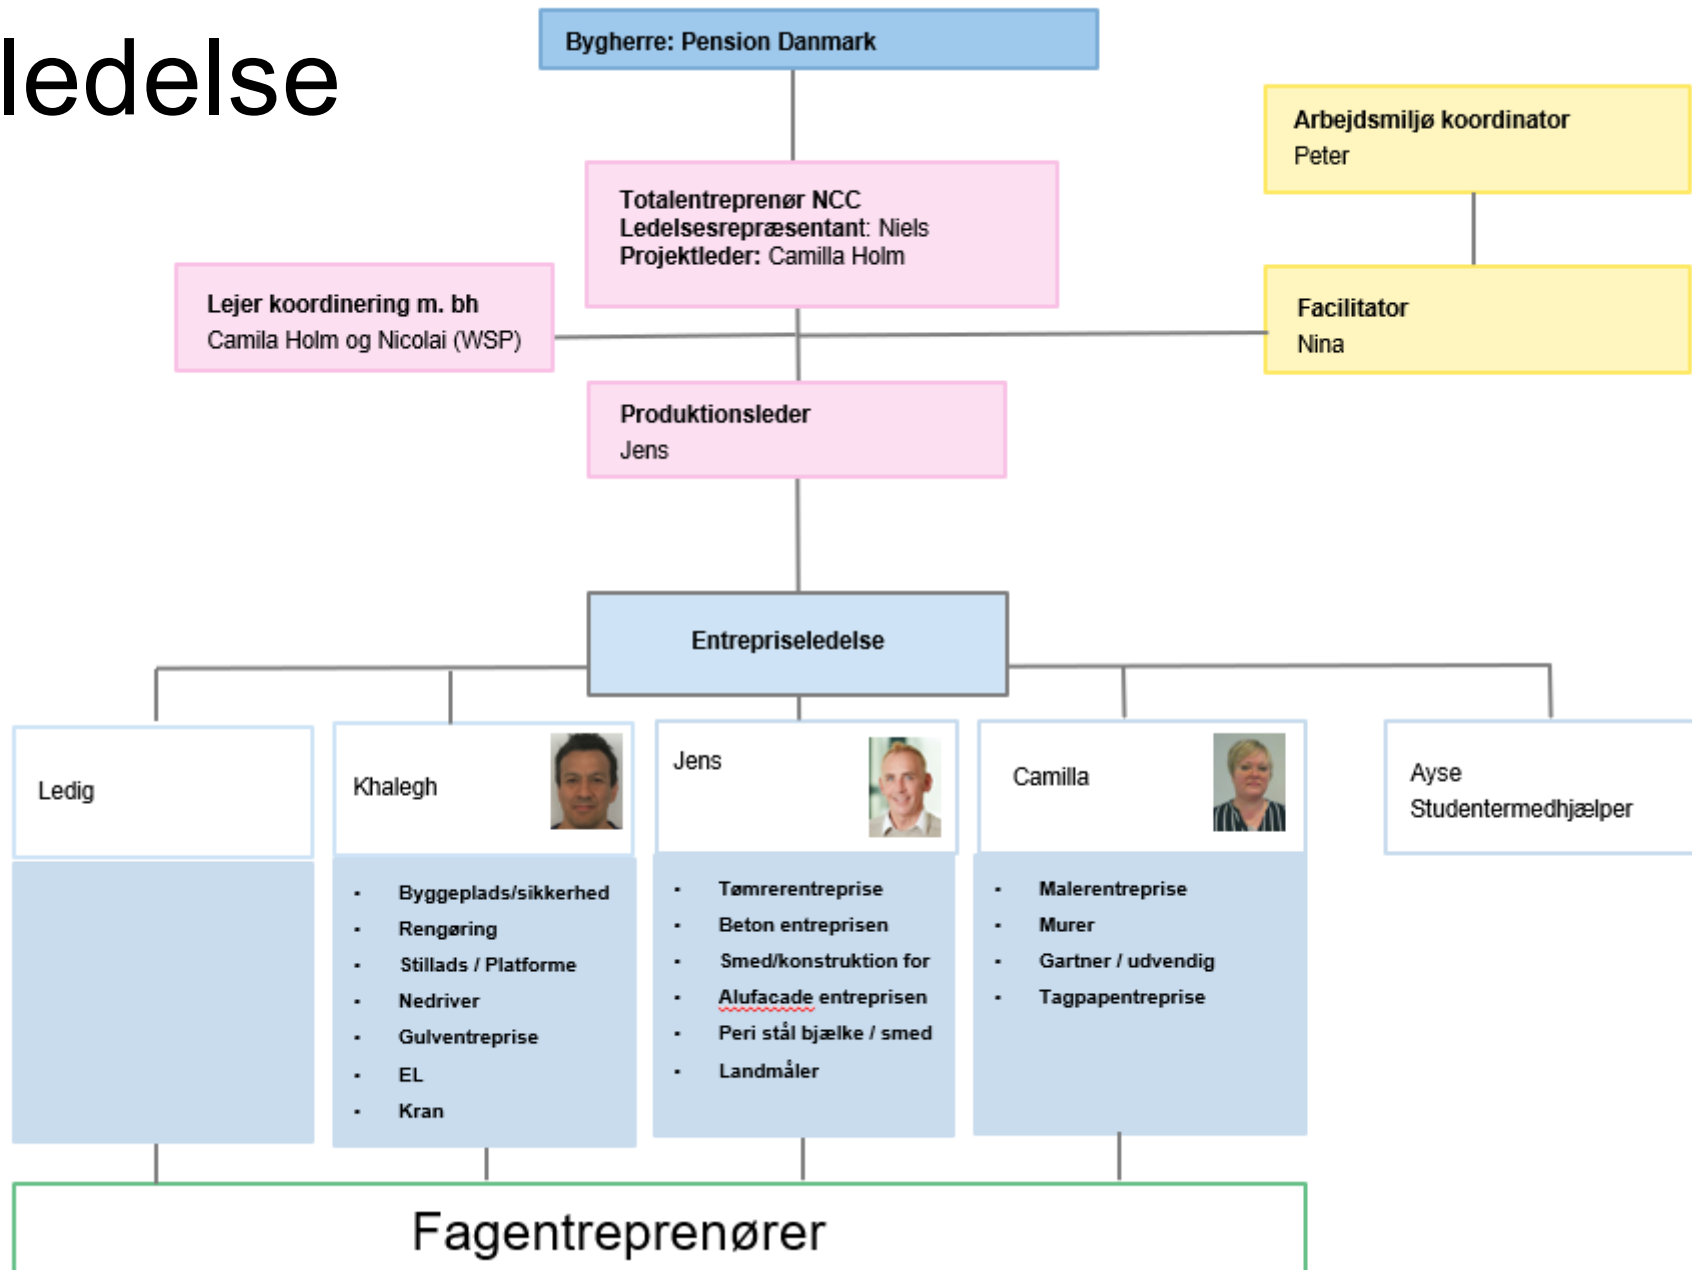 ledelse
Bygherre: Pension Danmark
Arbejdsmiljø koordinator
Peter
Totalentreprenør NCC
Ledelsesrepræsentant: Niels
Projektleder: Camilla Holm
Lejer koordinering m. bh
Camila Holm og Nicolai (WSP)
Facilitator
Nina
Produktionsleder
Jens
Entrepriseledelse
Ledig
Khalegh
▪ Byggeplads/sikkerhed
▪ Rengøring
▪ Stillads / Platforme
▪ Nedriver
▪ Gulventreprise
▪ EL
▪ Kran
Jens
▪ Tømrerentreprise
▪ Beton entreprisen
▪ Smed/konstruktion for
▪ Alufacade entreprisen
▪ Peri stål bjælke / smed
▪ Landmåler
Camilla
▪ Malerentreprise
▪ Murer
▪ Gartner / udvendig
▪ Tagpapentreprise
Ayse
Studentermedhjælper
Fagentreprenører